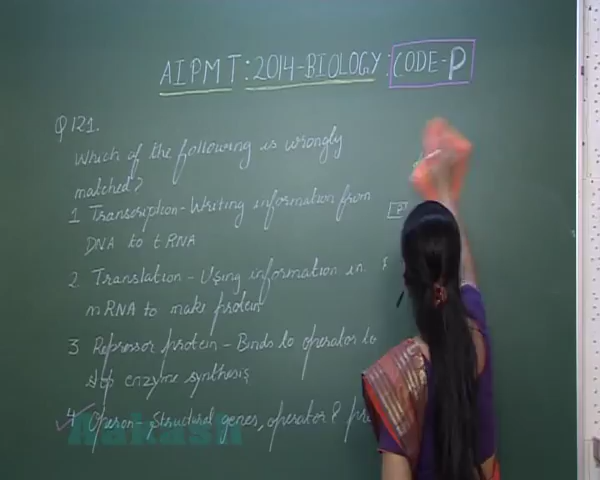 AIPMT: 2014-BIOLOGY: CODE-P
Q 121.
Which of the following is wrongly
matched?
1 Transcription-Writing information from
DNA to tRNA
2 Translation - Using information in
mRNA to make protein
3 Repressor protein - Binds to operator to
stop enzyme synthesis
4 Operon- Structural genes, operator &
Aakash